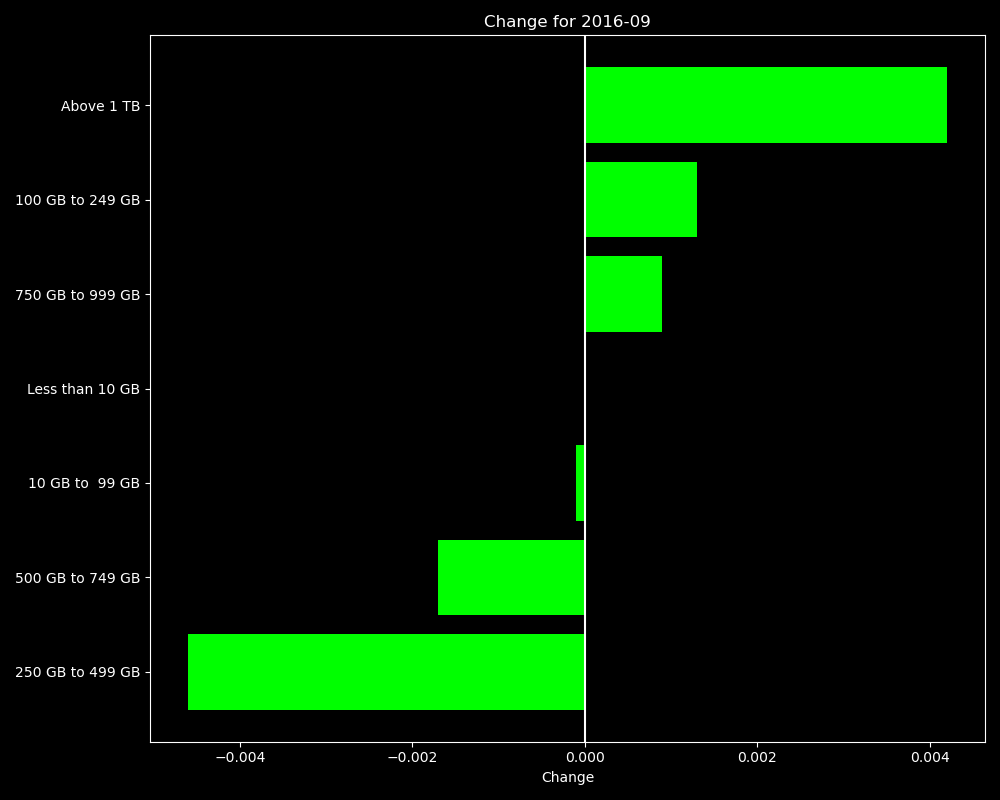 Change for 2016-09
Above 1 TB
100 GB to 249 GB
750 GB to 999 GB
Less than 10 GB
10 GB to  99 GB
500 GB to 749 GB
250 GB to 499 GB
−0.004 −0.002 0.000 0.002 0.004
Change